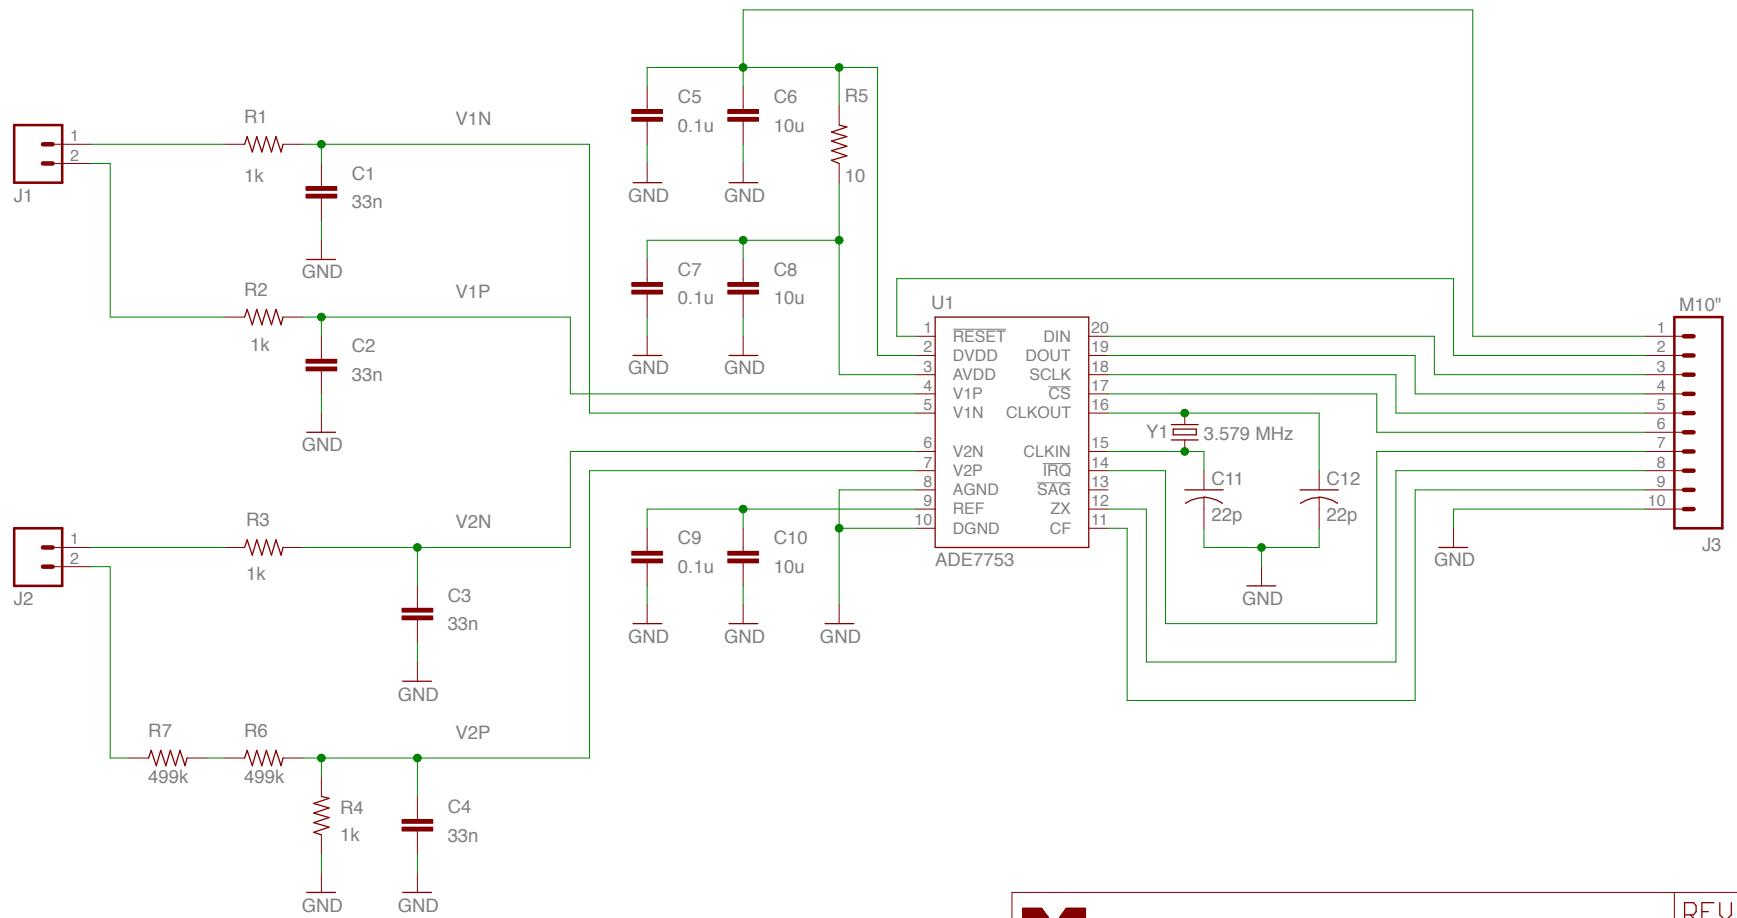 R1
1k
V1N
C1
33n
GND
1
2
J1
R2
1k
V1P
C2
33n
GND
C5
0.1u
GND
C6
10u
GND
R5
10
C7
0.1u
GND
C8
10u
GND
U1
1 RESET DIN 20
2 DVDD DOUT 19
3 AVDD SCLK 18
4 V1P CS 17
5 V1N CLKOUT 16
6 V2N CLKIN 15
7 V2P IRQ 14
8 AGND SAG 13
9 REF ZX 12
10 DGND CF 11
ADE7753
Y1 3.579 MHz
C11
22p
C12
22p
GND
M10"
1
2
3
4
5
6
7
8
9
10
J3
GND
R3
1k
V2N
1
2
J2
C3
33n
GND
C9
0.1u
GND
C10
10u
GND
GND
R7
499k
R6
499k
V2P
R4
1k
GND
C4
33n
GND
REV